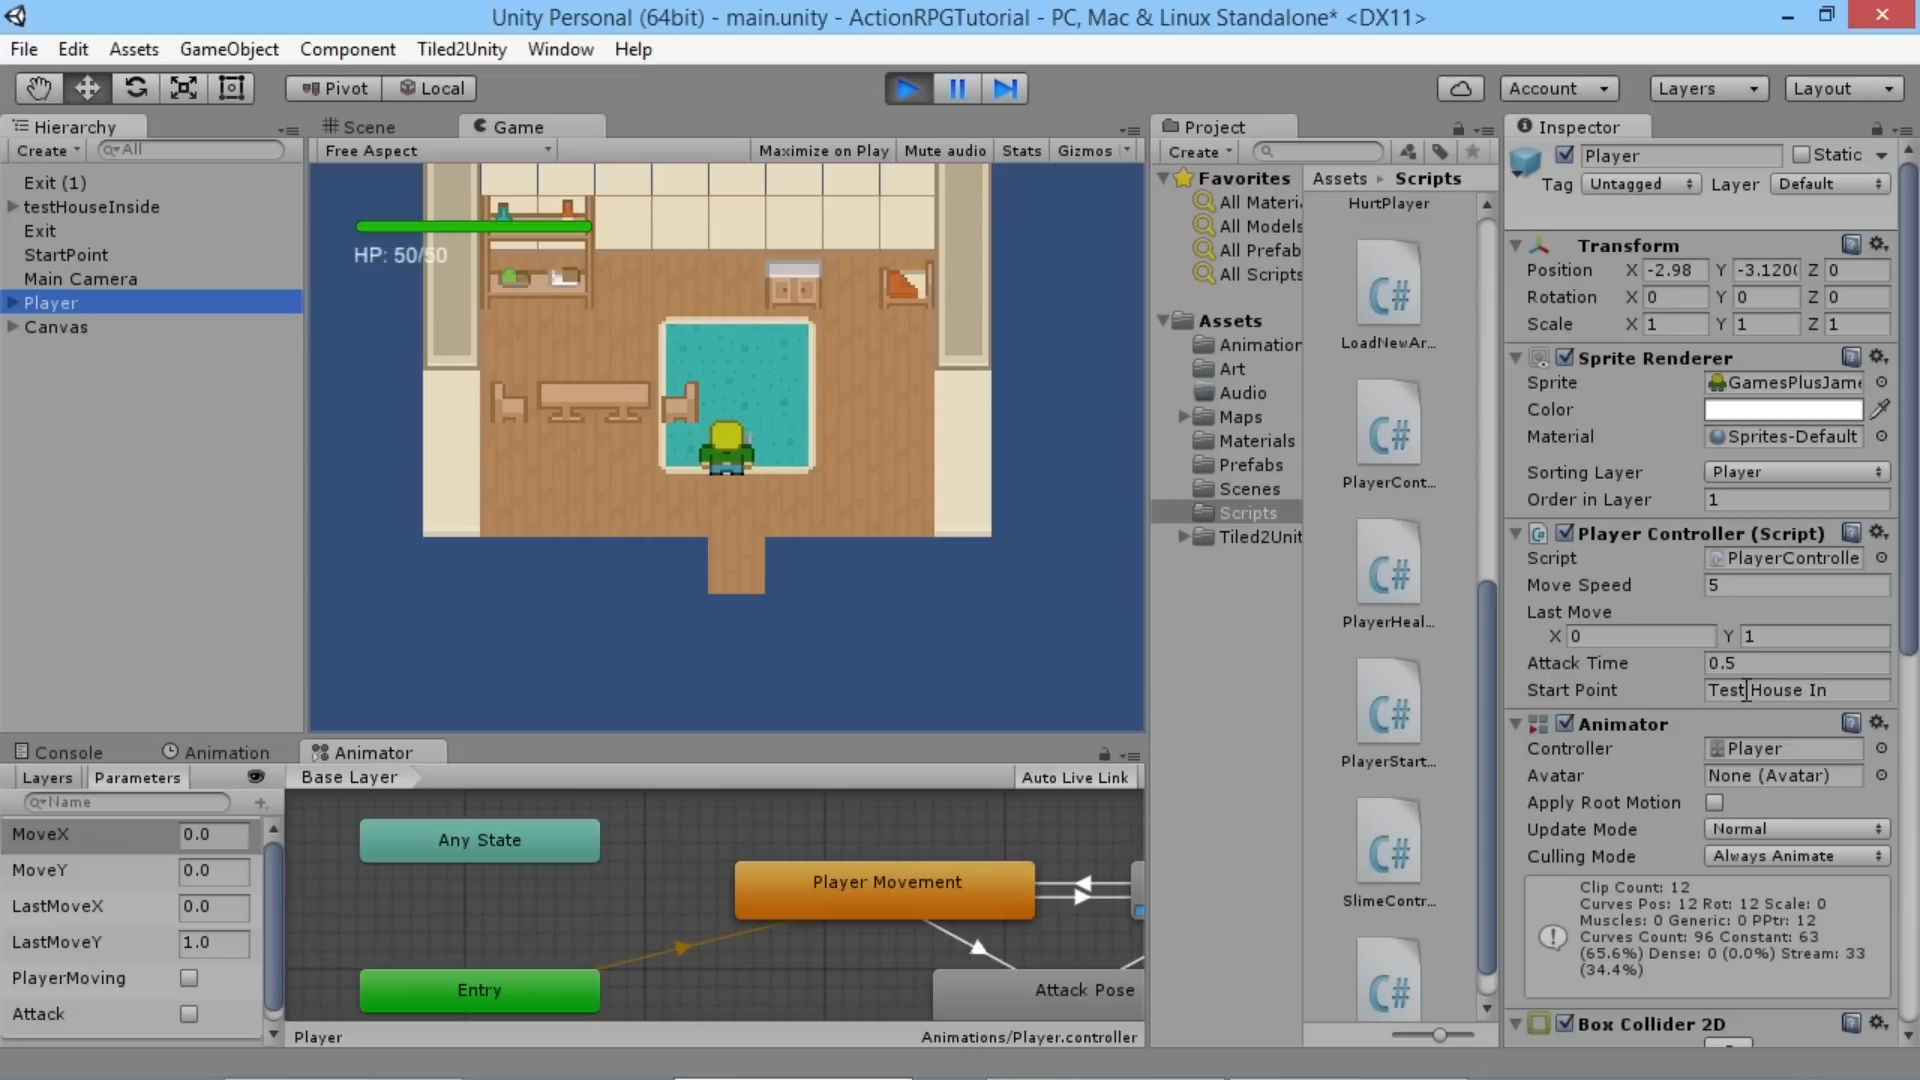 Unity Personal (64bit) - main.unity - ActionRPGTutorial - PC, Mac & Linux Standalone* <DX11>
File Edit Assets GameObject Component Tiled2Unity Window Help
Pivot Local Account Layers Layout
Hierarchy
Create All
Exit (1)
testHouseInside
Exit
StartPoint
Main Camera
Player
Canvas
Scene Game
Free Aspect Maximize on Play Mute audio Stats Gizmos
HP: 50/50
Project
Create
Favorites
All Materi
All Models
All Prefab
All Scripts
Assets
Animation
Art
Audio
Maps
Materials
Prefabs
Scenes
Scripts
Tiled2Unit
Assets Scripts
HurtPlayer
C#
LoadNewAr...
C#
PlayerCont...
C#
PlayerHeal...
C#
PlayerStart...
C#
SlimeContr...
C#
Inspector
Player Static
Tag Untagged Layer Default
Transform
Position X -2.98 Y -3.120 Z 0
Rotation X 0 Y 0 Z 0
Scale X 1 Y 1 Z 1
Sprite Renderer
Sprite GamesPlusJame
Color
Material Sprites-Default
Sorting Layer Player
Order in Layer 1
Player Controller (Script)
Script PlayerControlle
Move Speed 5
Last Move
X 0 Y 1
Attack Time 0.5
Start Point Test House In
Animator
Controller Player
Avatar None (Avatar)
Apply Root Motion
Update Mode Normal
Culling Mode Always Animate
Clip Count: 12
Curves Pos: 12 Rot: 12 Scale: 0
Muscles: 0 Generic: 0 PPtr: 12
Curves Count: 96 Constant: 63
(65.6%) Dense: 0 (0.0%) Stream: 33
(34.4%)
Box Collider 2D
Console Animation Animator
Layers Parameters
Name
MoveX 0.0
MoveY 0.0
LastMoveX 0.0
LastMoveY 1.0
PlayerMoving
Attack
Base Layer Auto Live Link
Any State
Player Movement
Entry
Attack Pose
Player Animations/Player.controller